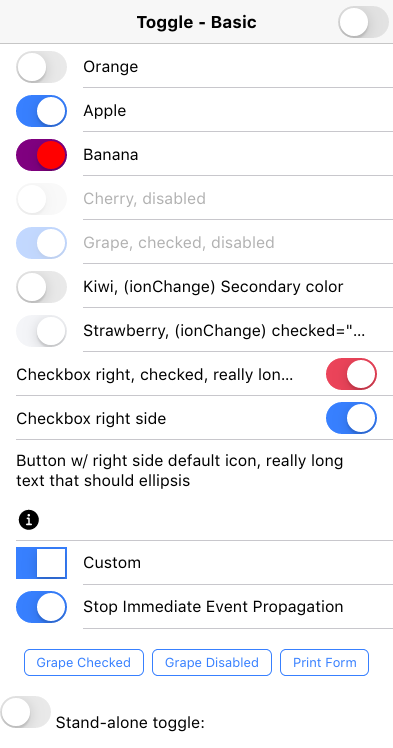 Toggle - Basic
Orange
Apple
Banana
Cherry, disabled
Grape, checked, disabled
Kiwi, (ionChange) Secondary color
Strawberry, (ionChange) checked="...
Checkbox right, checked, really lon...
Checkbox right side
Button w/ right side default icon, really long
text that should ellipsis
Custom
Stop Immediate Event Propagation
Grape Checked
Grape Disabled
Print Form
Stand-alone toggle: